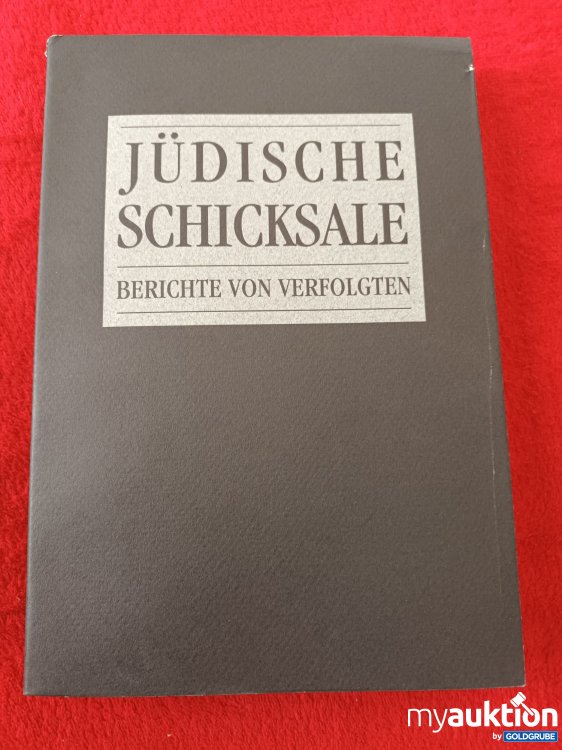 JÜDISCHE
SCHICKSALE
BERICHTE VON VERFOLGTEN
myauktion
by GOLDGRUBE